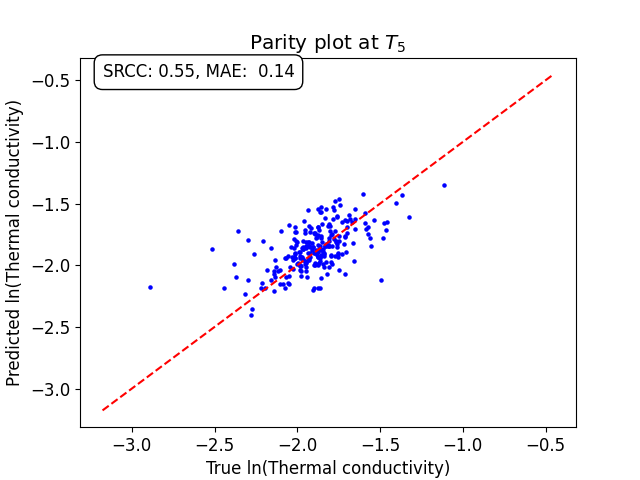 Parity plot at T5
SRCC: 0.55, MAE:  0.14
Predicted ln(Thermal conductivity)
−0.5
−1.0
−1.5
−2.0
−2.5
−3.0
−3.0 −2.5 −2.0 −1.5 −1.0 −0.5
True ln(Thermal conductivity)